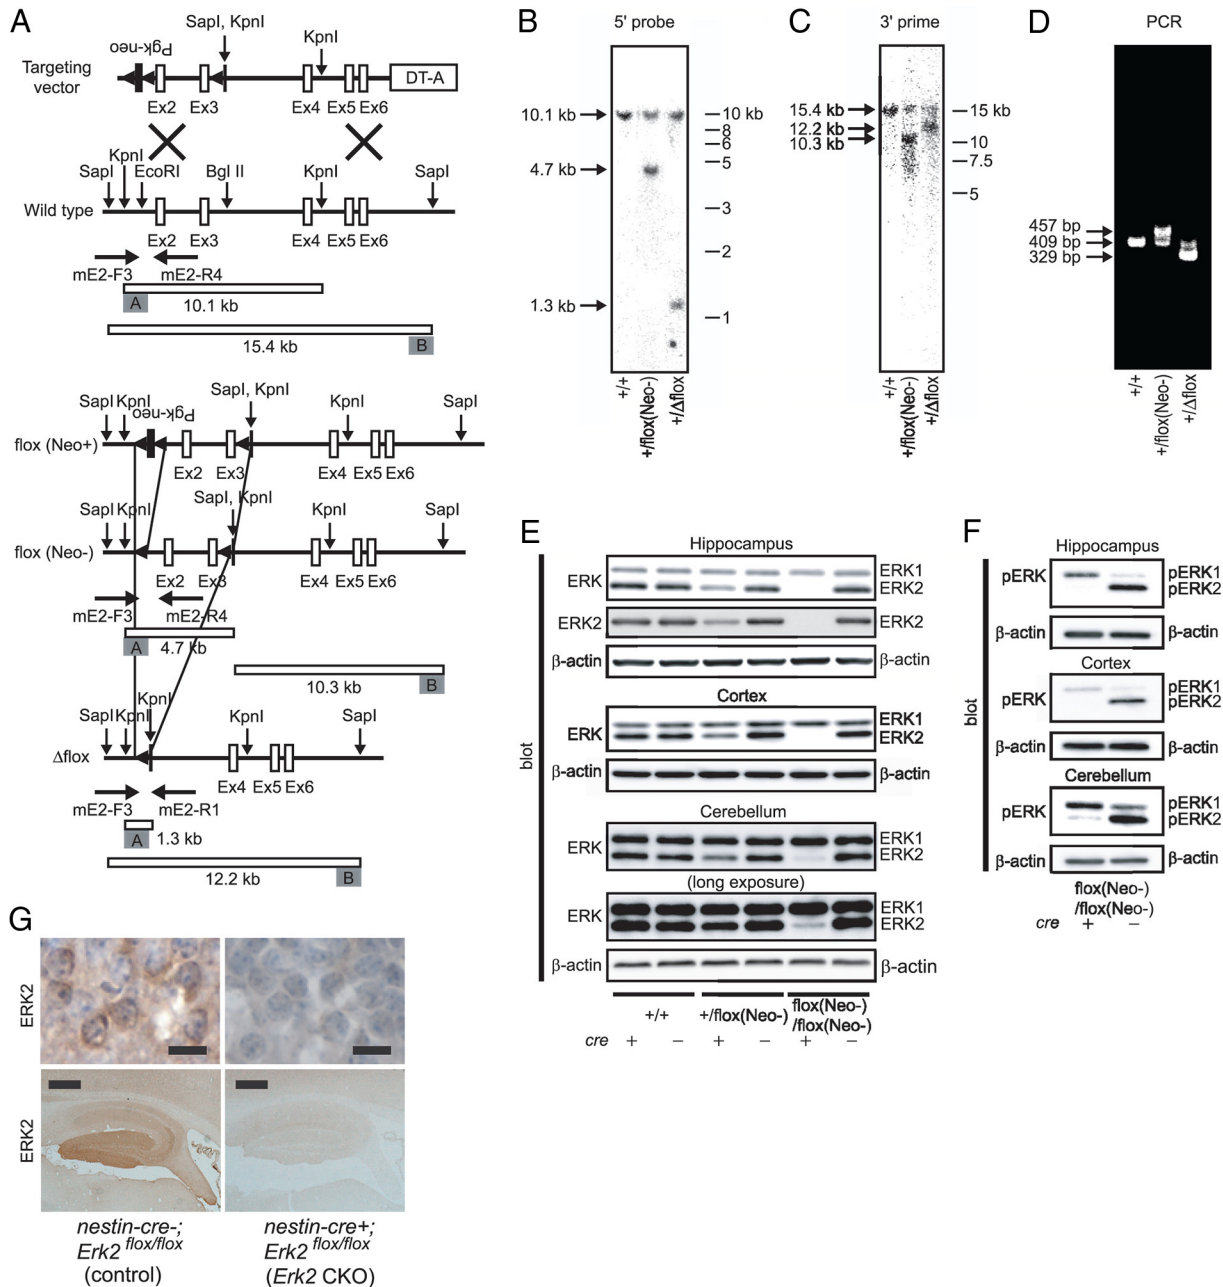 A
SapI, KpnI
Pgk-neo
KpnI
Targeting
vector
DT-A
Ex2 Ex3 Ex4 Ex5 Ex6
KpnI
SapI EcoRI Bgl II KpnI SapI
Wild type
Ex2 Ex3 Ex4 Ex5 Ex6
mE2-F3 mE2-R4
A 10.1 kb
15.4 kb B
SapI, KpnI
SapI KpnI Pgk-neo KpnI SapI
flox (Neo+)
Ex2 Ex3 Ex4 Ex5 Ex6
SapI, KpnI
SapI KpnI KpnI SapI
flox (Neo-)
Ex2 Ex3 Ex4 Ex5 Ex6
mE2-F3 mE2-R4
A 4.7 kb
10.3 kb B
KpnI
SapI KpnI KpnI SapI
Δflox
Ex4 Ex5 Ex6
mE2-F3 mE2-R1
A 1.3 kb
12.2 kb B
B
5' probe
10.1 kb
4.7 kb
1.3 kb
10 kb
8
6
5
3
2
1
+/+
+/flox(Neo-)
+/Δflox
C
3' prime
15.4 kb
12.2 kb
10.3 kb
15 kb
10
7.5
5
+/+
+/flox(Neo-)
+/Δflox
D
PCR
457 bp
409 bp
329 bp
+/+
+/flox(Neo-)
+/Δflox
E
blot
Hippocampus
ERK ERK1
ERK2
ERK2 ERK2
β-actin β-actin
Cortex
ERK ERK1
ERK2
β-actin β-actin
Cerebellum
ERK ERK1
ERK2
(long exposure)
ERK ERK1
ERK2
β-actin β-actin
+/+ +/flox(Neo-) flox(Neo-)
/flox(Neo-)
cre + − + − + −
F
blot
Hippocampus
pERK pERK1
pERK2
β-actin β-actin
Cortex
pERK pERK1
pERK2
β-actin β-actin
Cerebellum
pERK pERK1
pERK2
β-actin β-actin
flox(Neo-)
/flox(Neo-)
cre + −
G
ERK2
ERK2
nestin-cre-;
Erk2 flox/flox
(control)
nestin-cre+;
Erk2 flox/flox
(Erk2 CKO)